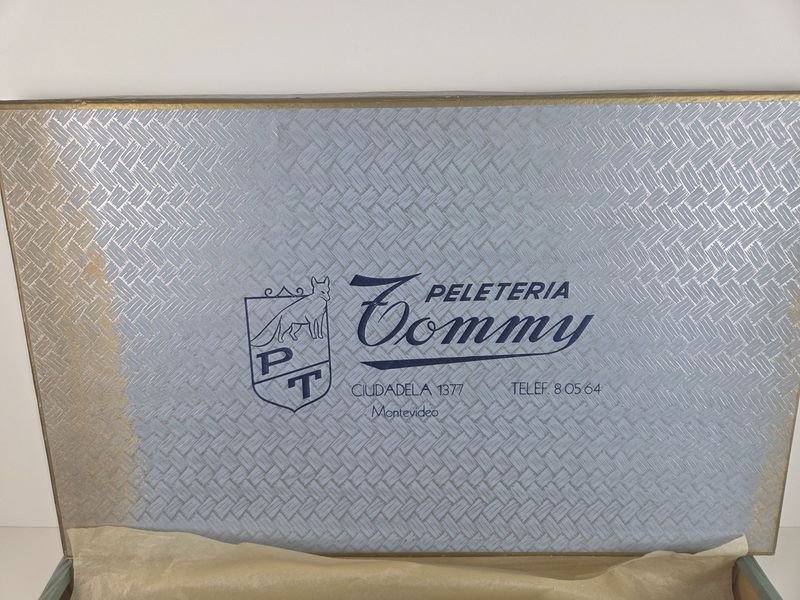 PELETERIA
Tommy
PT
CIUDADELA 1377 TELEF. 8 05 64
Montevideo